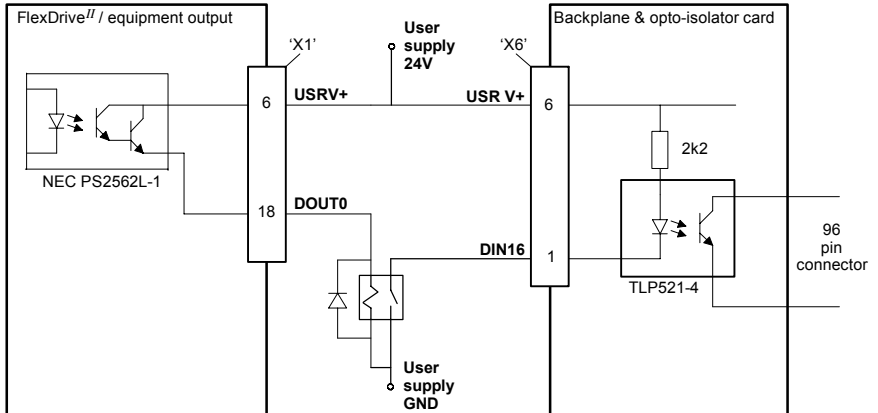 FlexDrive II / equipment output
Backplane & opto-isolator card
User
supply
24V
'X1'
'X6'
6
USRV+
USR V+
6
2k2
NEC PS2562L-1
18
DOUT0
DIN16
1
TLP521-4
96
pin
connector
User
supply
GND